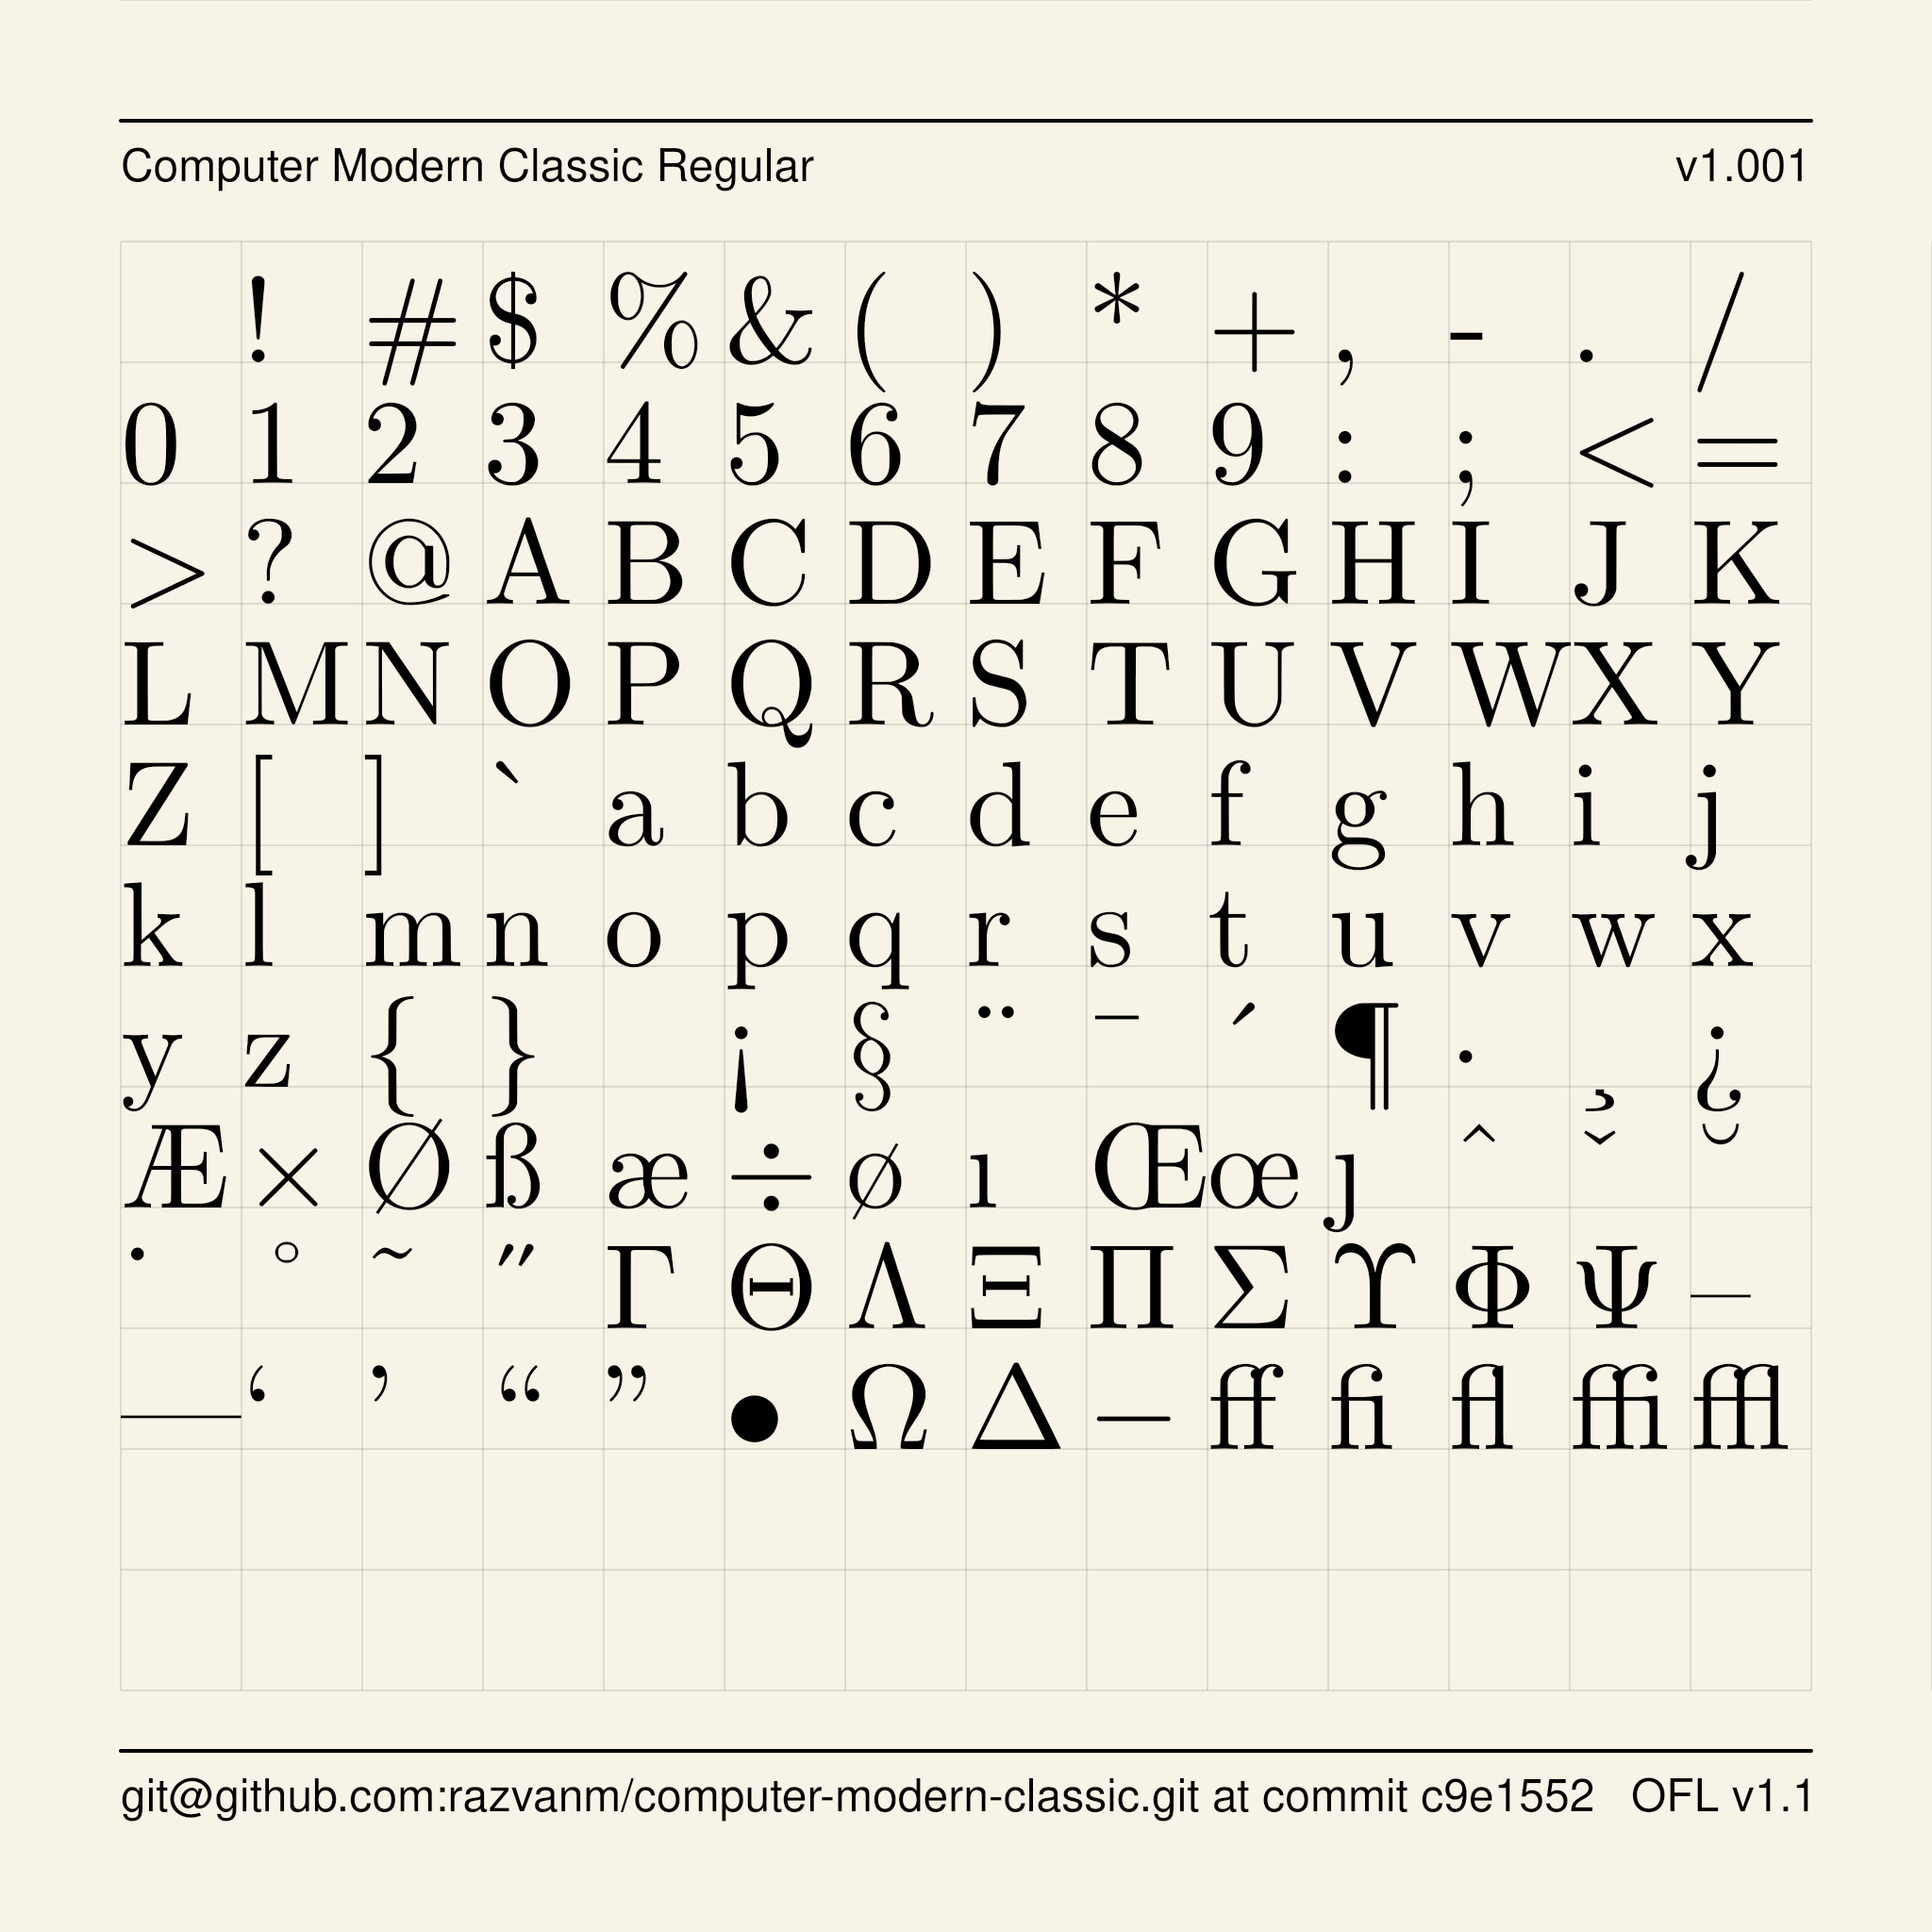 Computer Modern Classic Regular v1.001
! # $ % & ( ) * + , - . /
0 1 2 3 4 5 6 7 8 9 : ; < =
> ? @ A B C D E F G H I J K
L M N O P Q R S T U V W X Y
Z [ ] ` a b c d e f g h i j
k l m n o p q r s t u v w x
y z { } ¡ § ¨ ¯ ´ ¶ · ¸ ¿
Æ × Ø ß æ ÷ ø ı Œ œ ȷ ˆ ˇ ˘
˙ ˚ ˜ ˝ Γ Θ Λ Ξ Π Σ ϒ Φ Ψ –
— ‘ ’ “ ” • Ω ∆ − ff fi fl ffi ffl
git@github.com:razvanm/computer-modern-classic.git at commit c9e1552 OFL v1.1